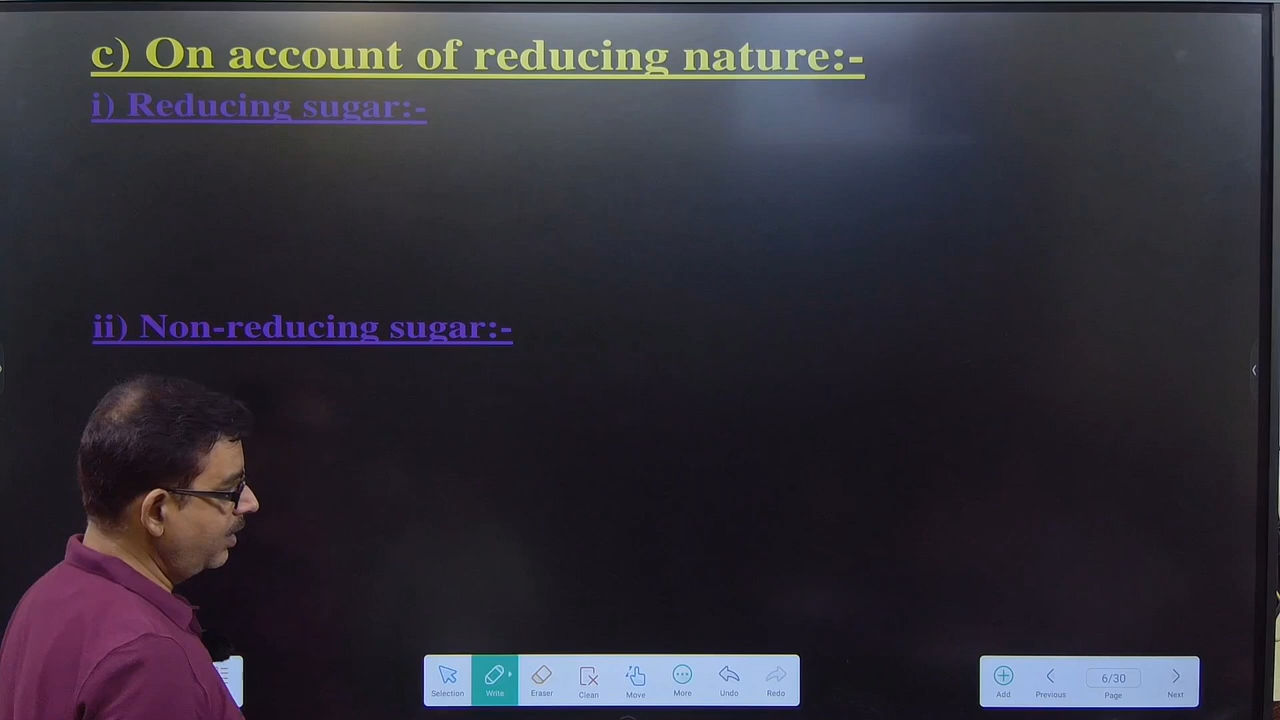 c) On account of reducing nature:-
i) Reducing sugar:-
ii) Non-reducing sugar:-
Selection
Write
Eraser
Clean
Move
More
Undo
Redo
Add
Previous
6/30
Page
Next